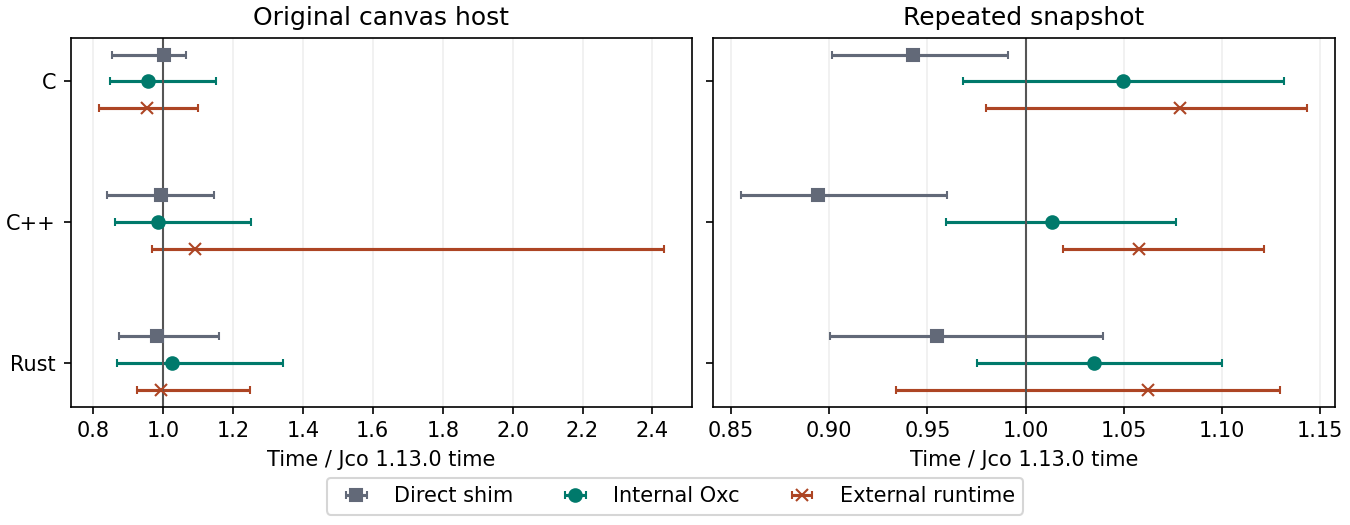 Original canvas host
Repeated snapshot
C
C++
Rust
0.8 1.0 1.2 1.4 1.6 1.8 2.0 2.2 2.4
0.85 0.90 0.95 1.00 1.05 1.10 1.15
Time / Jco 1.13.0 time
Time / Jco 1.13.0 time
Direct shim Internal Oxc External runtime